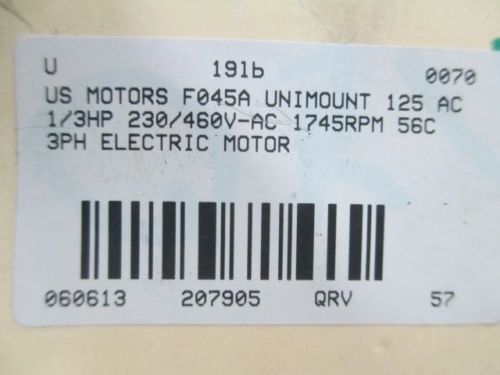 U 191b 0070
US MOTORS F045A UNIMOUNT 125 AC
1/3HP 230/460V-AC 1745RPM 56C
3PH ELECTRIC MOTOR
060613 207905 QRV 57